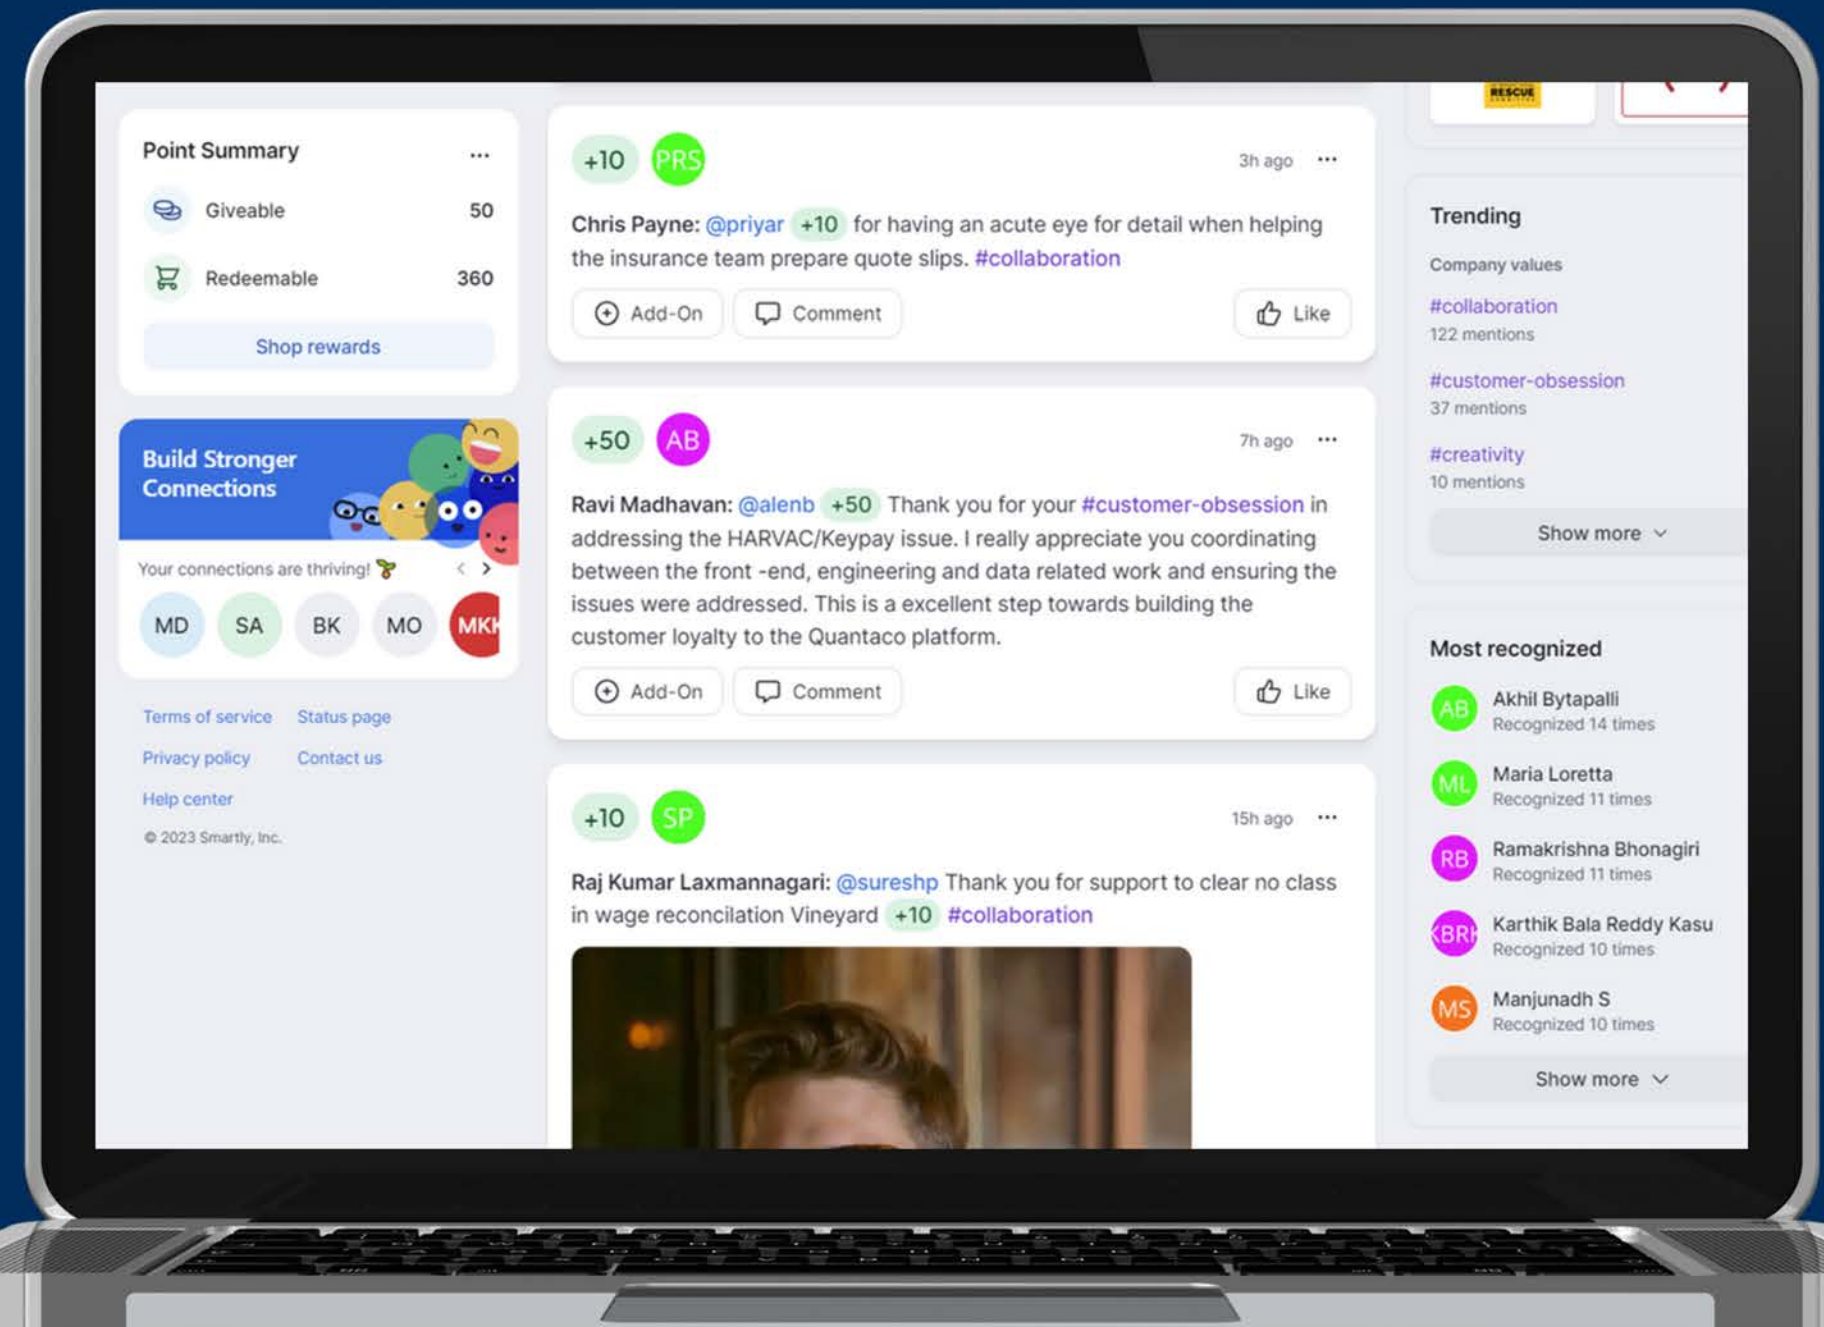 Point Summary
Giveable 50
Redeemable 360
Shop rewards
Build Stronger
Connections
Your connections are thriving!
MD SA BK MO MKK
Terms of service Status page
Privacy policy Contact us
Help center
© 2023 Smartly, Inc.
+10 PRS 3h ago
Chris Payne: @priyar +10 for having an acute eye for detail when helping
the insurance team prepare quote slips. #collaboration
Add-On Comment Like
+50 AB 7h ago
Ravi Madhavan: @alenb +50 Thank you for your #customer-obsession in
addressing the HARVAC/Keypay issue. I really appreciate you coordinating
between the front -end, engineering and data related work and ensuring the
issues were addressed. This is a excellent step towards building the
customer loyalty to the Quantaco platform.
Add-On Comment Like
+10 SP 15h ago
Raj Kumar Laxmannagari: @sureshp Thank you for support to clear no class
in wage reconcilation Vineyard +10 #collaboration
RESCUE
Trending
Company values
#collaboration
122 mentions
#customer-obsession
37 mentions
#creativity
10 mentions
Show more
Most recognized
AB Akhil Bytapalli
Recognized 14 times
ML Maria Loretta
Recognized 11 times
RB Ramakrishna Bhonagiri
Recognized 11 times
KBRK Karthik Bala Reddy Kasu
Recognized 10 times
MS Manjunadh S
Recognized 10 times
Show more